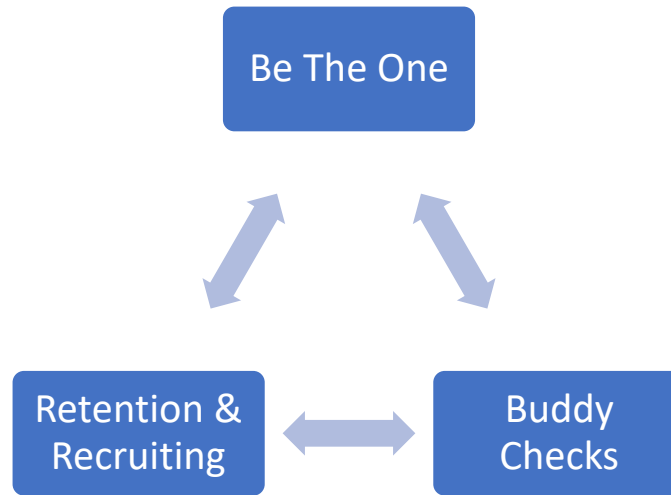 Be The One
Retention &
Recruiting
Buddy
Checks